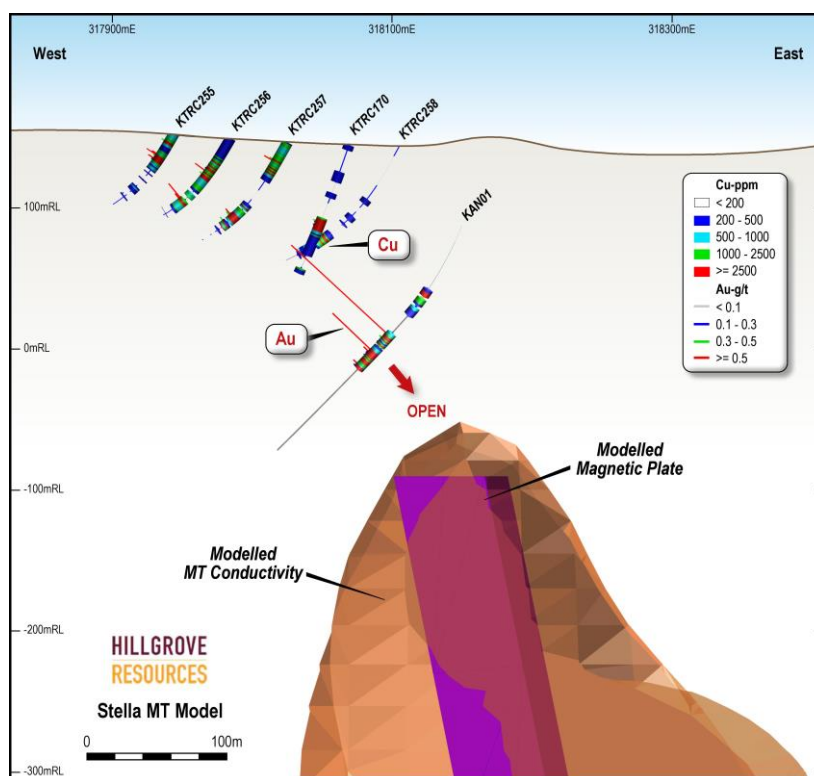 317900mE
318100mE
318300mE
West
East
KTRC255
KTRC256
KTRC257
KTRC170
KTRC258
KAN01
100mRL
0mRL
-100mRL
-200mRL
-300mRL
Cu-ppm
< 200
200 - 500
500 - 1000
1000 - 2500
>= 2500
Au-g/t
< 0.1
0.1 - 0.3
0.3 - 0.5
>= 0.5
Cu
Au
OPEN
Modelled
Magnetic Plate
Modelled
MT Conductivity
HILLGROVE
RESOURCES
Stella MT Model
0
100m